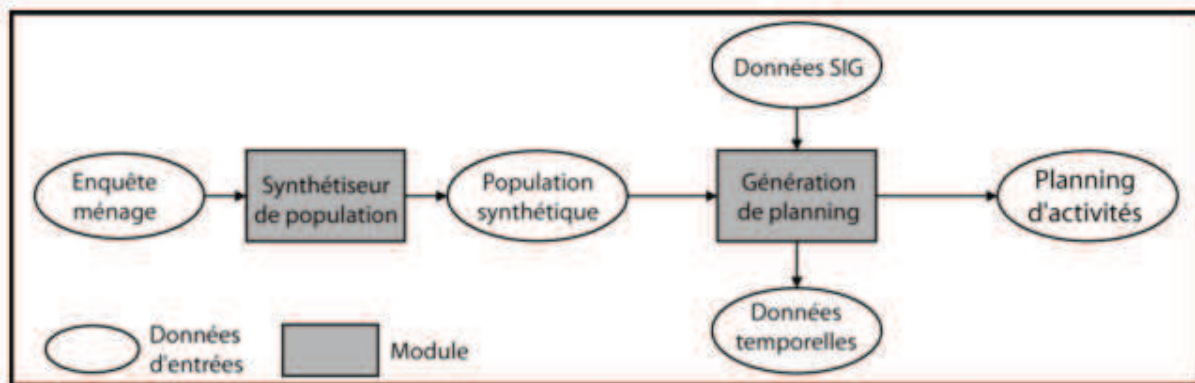 Données SIG
Enquête
ménage
Synthétiseur
de population
Population
synthétique
Génération
de planning
Planning
d'activités
Données
temporelles
Données
d'entrées
Module